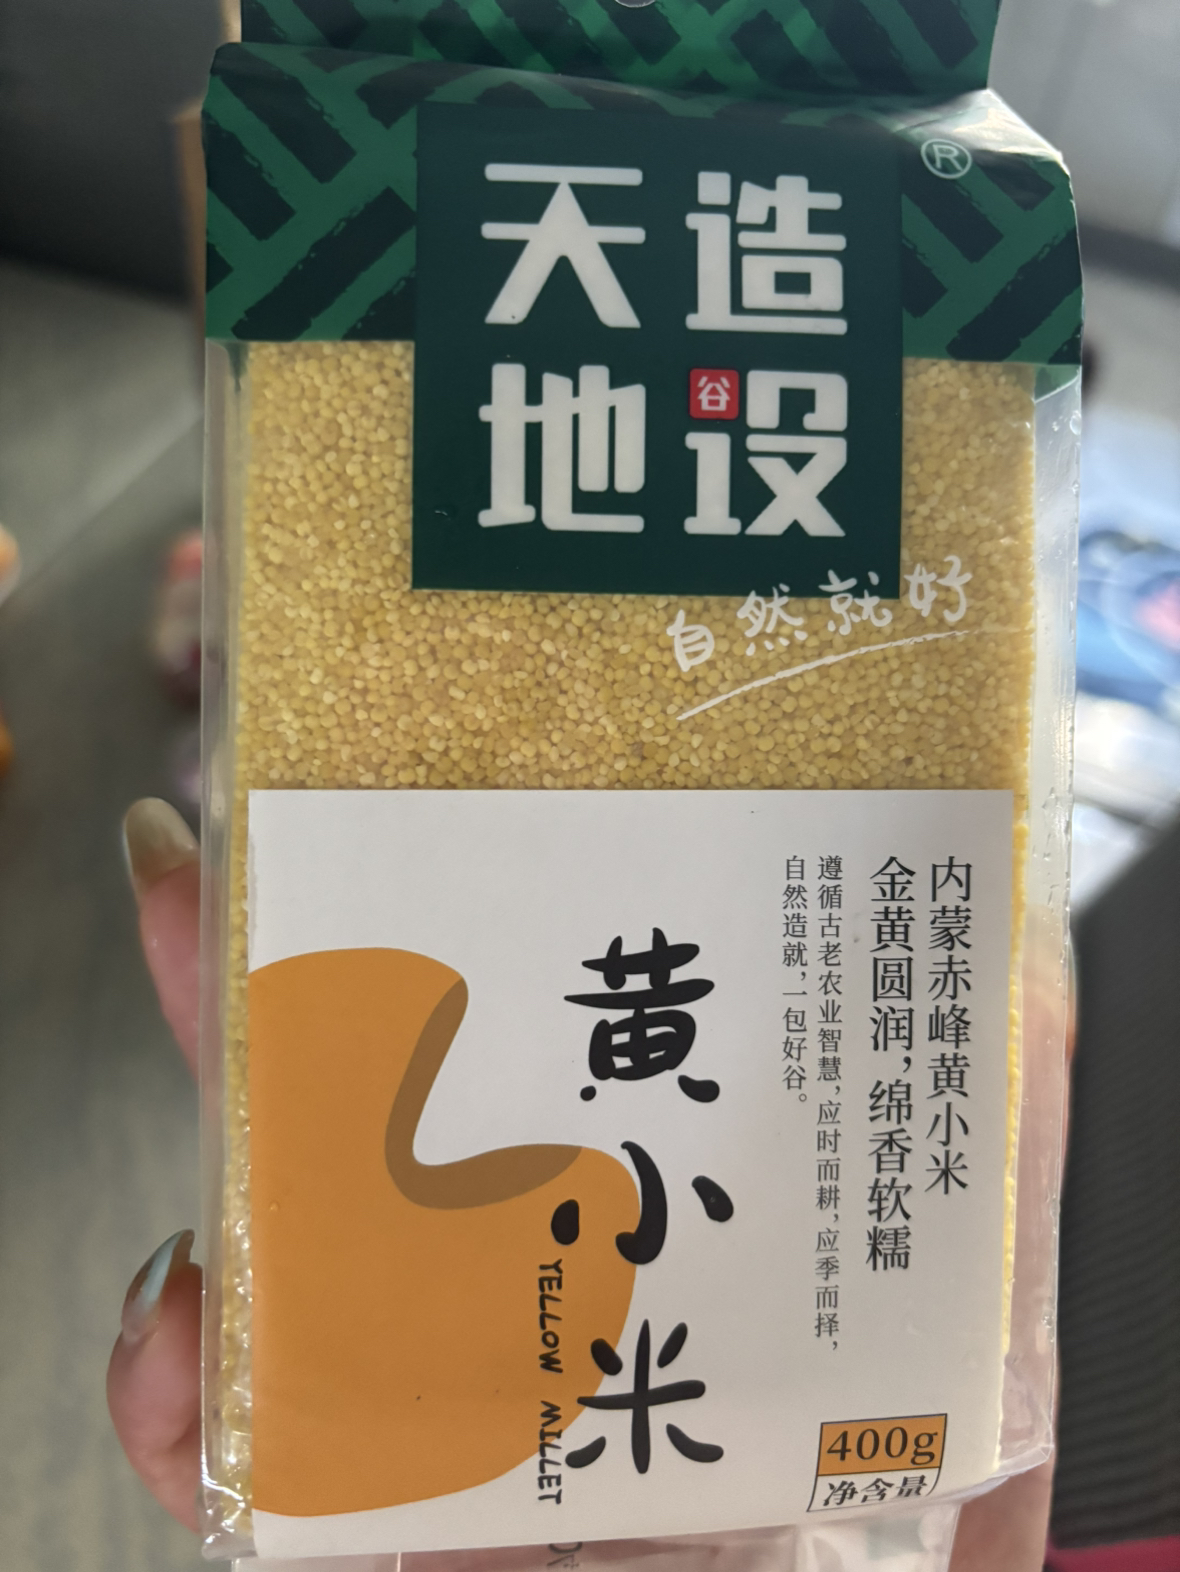 天造
地设
®
谷
自然就好
内蒙赤峰黄小米
金黄圆润，绵香软糯
遵循古老农业智慧，应时而耕，应季而择，
自然造就，一包好谷。
黄小米
YELLOW MILLET
400g
净含量